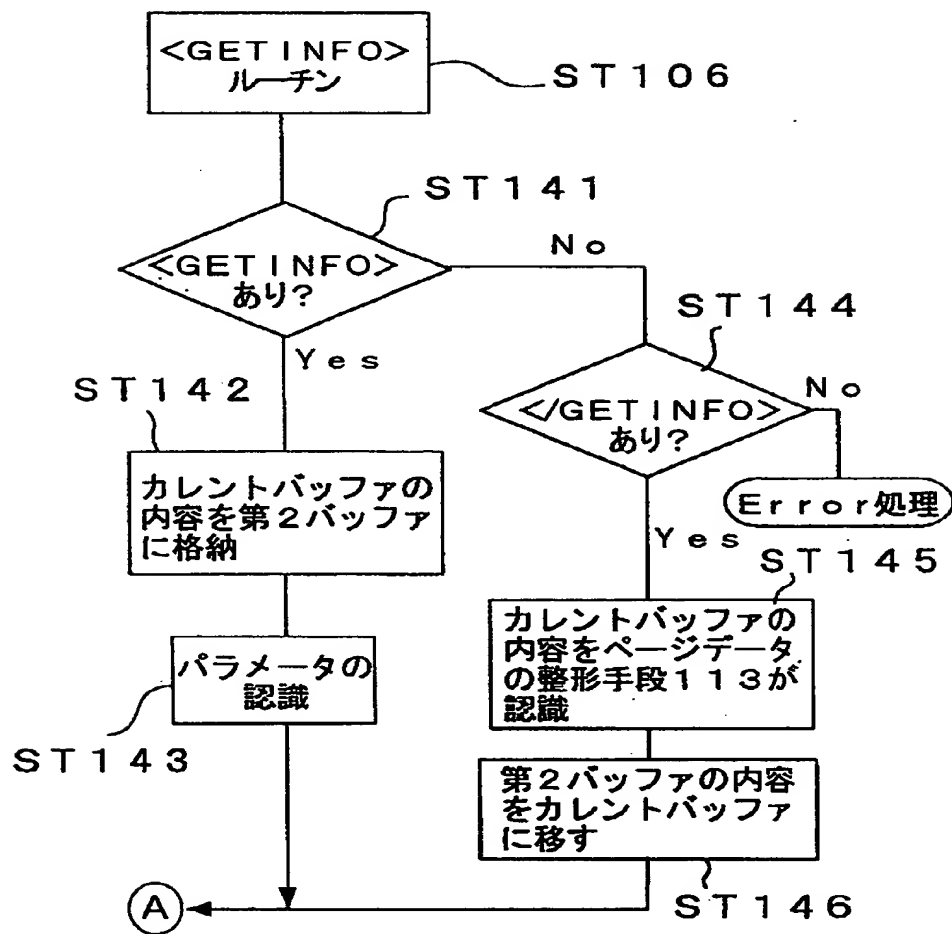 <GETINFO>
ルーチン
ST106
ST141
<GETINFO>
あり?
No
Yes
ST144
</GETINFO>
あり?
No
Yes
Error処理
ST142
カレントバッファの
内容を第2バッファ
に格納
パラメータの
認識
ST143
ST145
カレントバッファの
内容をページデータ
の整形手段113が
認識
第2バッファの内容
をカレントバッファ
に移す
ST146
A